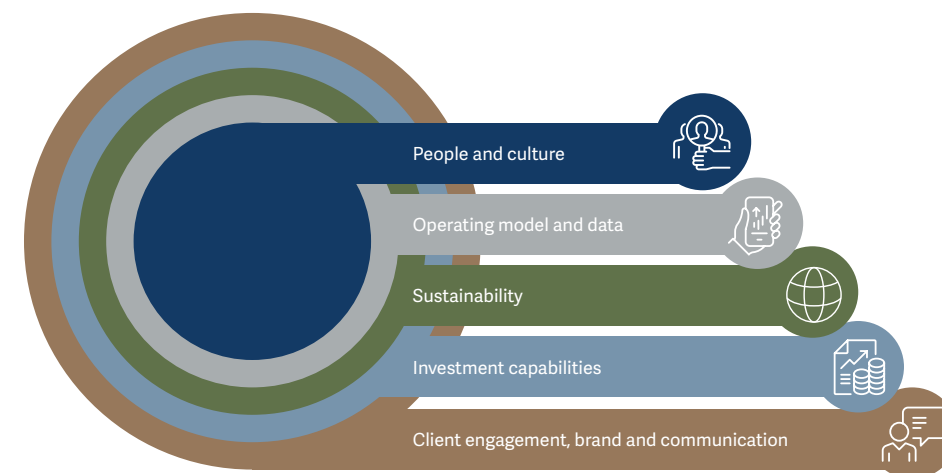 People and culture
Operating model and data
Sustainability
Investment capabilities
Client engagement, brand and communication